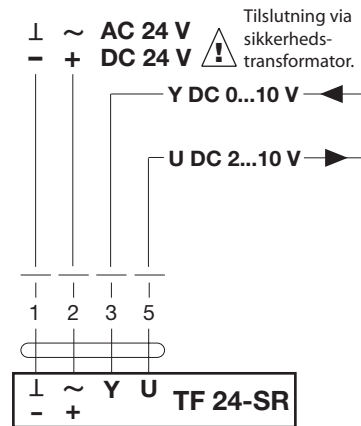 ⊥ ~ AC 24 V
– + DC 24 V
Tilslutning via
sikkerheds-
transformator.
Y DC 0...10 V
U DC 2...10 V
1 2 3 5
⊥ ~ Y U TF 24-SR
– +